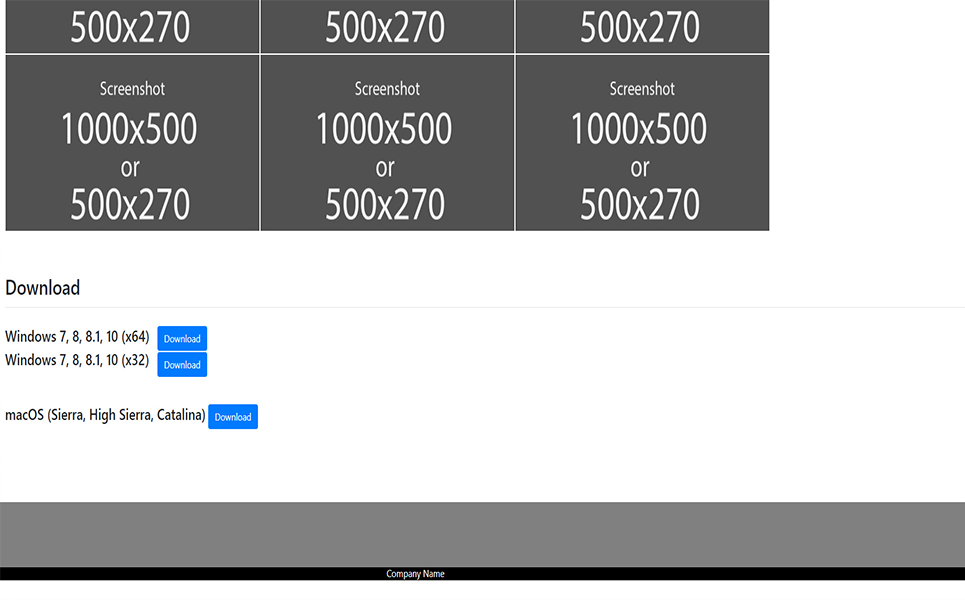 500x270 500x270 500x270
Screenshot Screenshot Screenshot
1000x500 1000x500 1000x500
or or or
500x270 500x270 500x270
Download
Windows 7, 8, 8.1, 10 (x64) Download
Windows 7, 8, 8.1, 10 (x32) Download
macOS (Sierra, High Sierra, Catalina) Download
Company Name